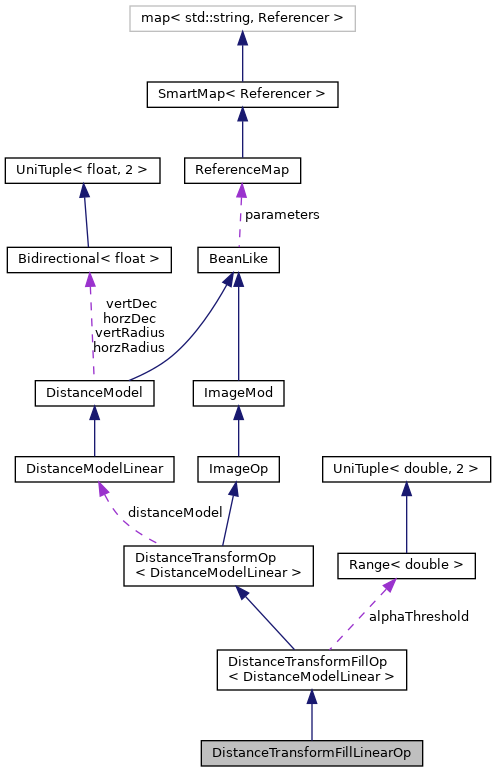 map< std::string, Referencer >
SmartMap< Referencer >
UniTuple< float, 2 >
ReferenceMap
parameters
Bidirectional< float >
BeanLike
vertDec
horzDec
vertRadius
horzRadius
DistanceModel
ImageMod
DistanceModelLinear
ImageOp
UniTuple< double, 2 >
distanceModel
DistanceTransformOp
< DistanceModelLinear >
Range< double >
alphaThreshold
DistanceTransformFillOp
< DistanceModelLinear >
DistanceTransformFillLinearOp